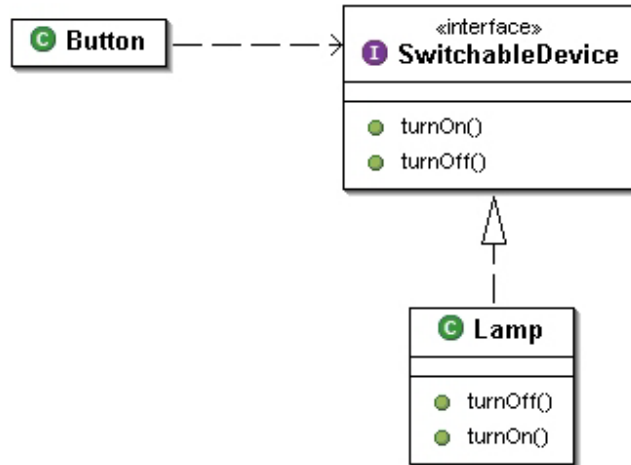 C Button
«interface»
I SwitchableDevice
turnOn()
turnOff()
C Lamp
turnOff()
turnOn()